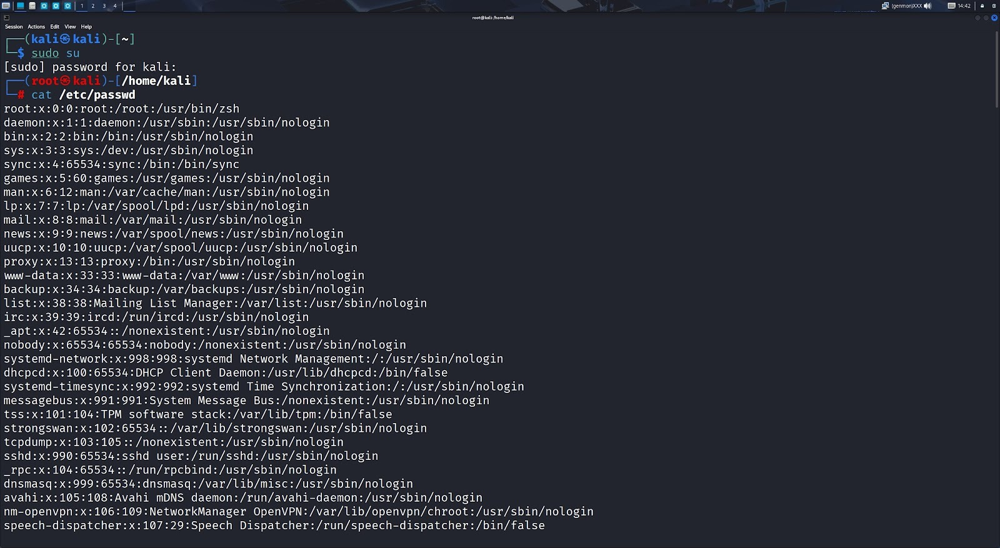 1 2 3 4
(genmon)XXX 14:42
root@kali: /home/kali
Session Actions Edit View Help
(kali㉿kali)-[~]
$ sudo su
[sudo] password for kali:
(root㉿kali)-[/home/kali]
# cat /etc/passwd
root:x:0:0:root:/root:/usr/bin/zsh
daemon:x:1:1:daemon:/usr/sbin:/usr/sbin/nologin
bin:x:2:2:bin:/bin:/usr/sbin/nologin
sys:x:3:3:sys:/dev:/usr/sbin/nologin
sync:x:4:65534:sync:/bin:/bin/sync
games:x:5:60:games:/usr/games:/usr/sbin/nologin
man:x:6:12:man:/var/cache/man:/usr/sbin/nologin
lp:x:7:7:lp:/var/spool/lpd:/usr/sbin/nologin
mail:x:8:8:mail:/var/mail:/usr/sbin/nologin
news:x:9:9:news:/var/spool/news:/usr/sbin/nologin
uucp:x:10:10:uucp:/var/spool/uucp:/usr/sbin/nologin
proxy:x:13:13:proxy:/bin:/usr/sbin/nologin
www-data:x:33:33:www-data:/var/www:/usr/sbin/nologin
backup:x:34:34:backup:/var/backups:/usr/sbin/nologin
list:x:38:38:Mailing List Manager:/var/list:/usr/sbin/nologin
irc:x:39:39:ircd:/run/ircd:/usr/sbin/nologin
_apt:x:42:65534::/nonexistent:/usr/sbin/nologin
nobody:x:65534:65534:nobody:/nonexistent:/usr/sbin/nologin
systemd-network:x:998:998:systemd Network Management:/:/usr/sbin/nologin
dhcpcd:x:100:65534:DHCP Client Daemon:/usr/lib/dhcpcd:/bin/false
systemd-timesync:x:992:992:systemd Time Synchronization:/:/usr/sbin/nologin
messagebus:x:991:991:System Message Bus:/nonexistent:/usr/sbin/nologin
tss:x:101:104:TPM software stack:/var/lib/tpm:/bin/false
strongswan:x:102:65534::/var/lib/strongswan:/usr/sbin/nologin
tcpdump:x:103:105::/nonexistent:/usr/sbin/nologin
sshd:x:990:65534:sshd user:/run/sshd:/usr/sbin/nologin
_rpc:x:104:65534::/run/rpcbind:/usr/sbin/nologin
dnsmasq:x:999:65534:dnsmasq:/var/lib/misc:/usr/sbin/nologin
avahi:x:105:108:Avahi mDNS daemon:/run/avahi-daemon:/usr/sbin/nologin
nm-openvpn:x:106:109:NetworkManager OpenVPN:/var/lib/openvpn/chroot:/usr/sbin/nologin
speech-dispatcher:x:107:29:Speech Dispatcher:/run/speech-dispatcher:/bin/false